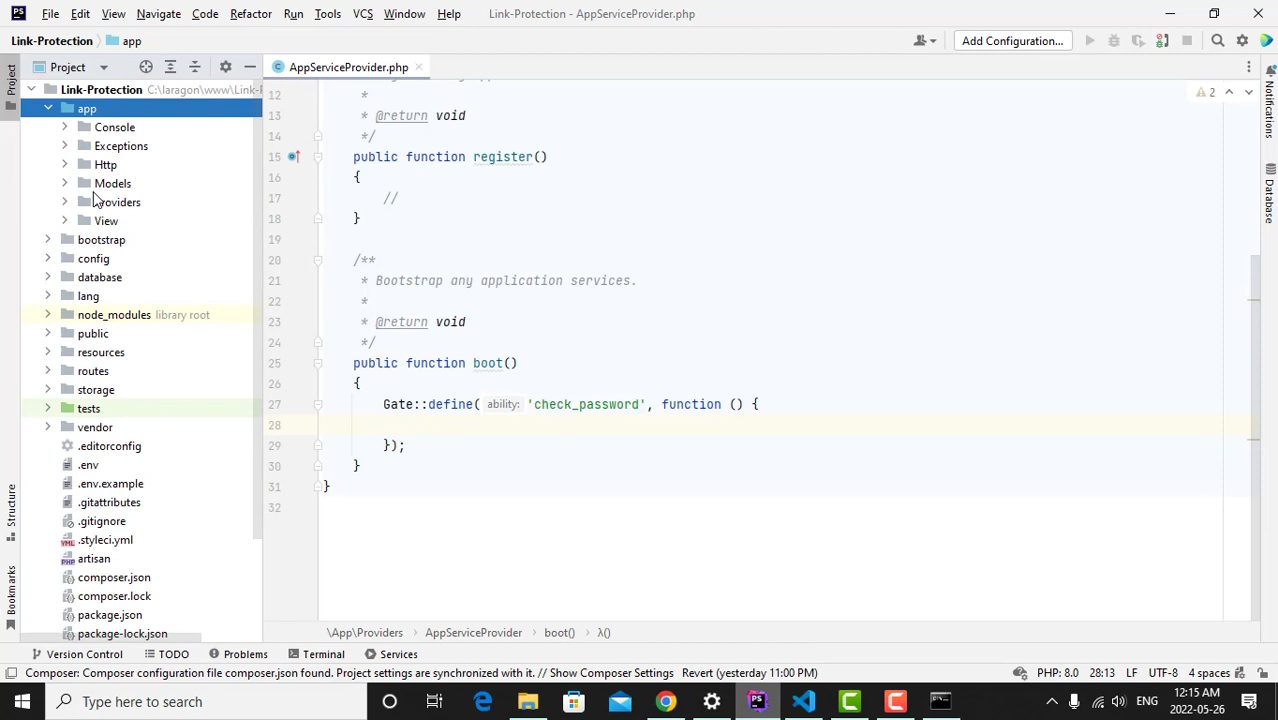 PS File Edit View Navigate Code Refactor Run Tools VCS Window Help Link-Protection - AppServiceProvider.php
Link-Protection app Add Configuration...
Project AppServiceProvider.php
Link-Protection C:\laragon\www\Link-P
app
Console
Exceptions
Http
Models
Providers
View
bootstrap
config
database
lang
node_modules library root
public
resources
routes
storage
tests
vendor
.editorconfig
.env
.env.example
.gitattributes
.gitignore
.styleci.yml
artisan
composer.json
composer.lock
package.json
package-lock.json
Project
Structure
Bookmarks
12 *
13 * @return void
14 */
15 public function register()
16 {
17 //
18 }
19
20 /**
21 * Bootstrap any application services.
22 *
23 * @return void
24 */
25 public function boot()
26 {
27 Gate::define( ability: 'check_password', function () {
28
29 });
30 }
31 }
32
2
Notifications
Database
\App\Providers AppServiceProvider boot() λ()
Version Control TODO Problems Terminal Services
Composer: Composer configuration file composer.json found. Project settings are synchronized with it. // Show Composer Settings Revert (yesterday 11:00 PM) PHP: 8.0 28:13 LF UTF-8 4 spaces
Type here to search PS ENG 12:15 AM
2022-05-26